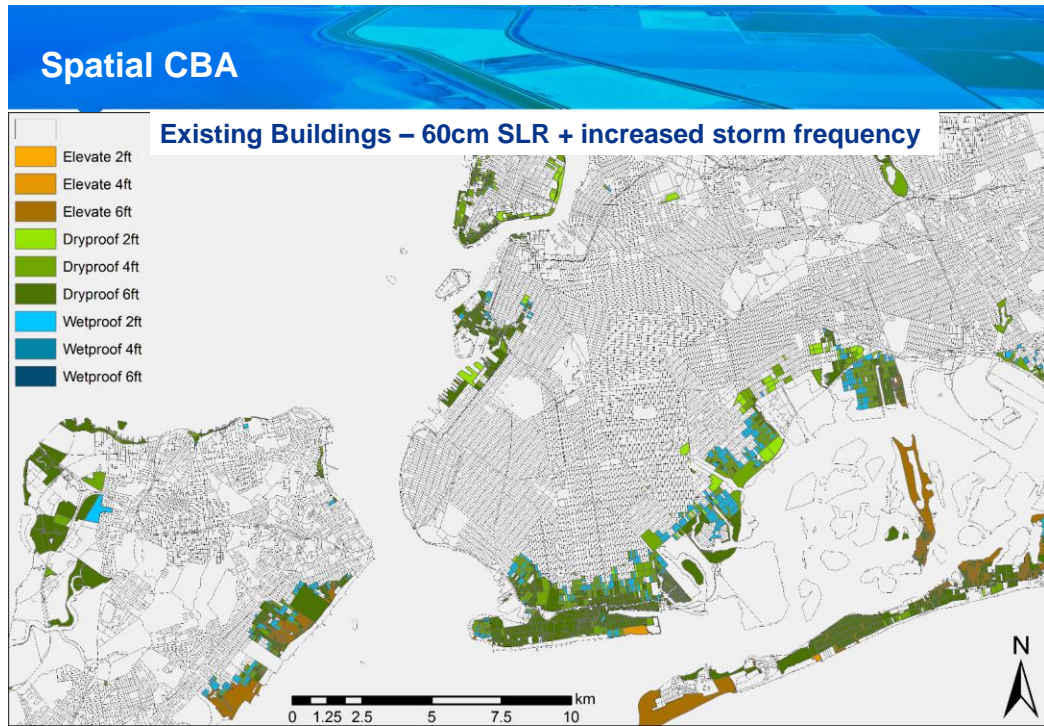 Spatial CBA
Existing Buildings – 60cm SLR + increased storm frequency
Elevate 2ft
Elevate 4ft
Elevate 6ft
Dryproof 2ft
Dryproof 4ft
Dryproof 6ft
Wetproof 2ft
Wetproof 4ft
Wetproof 6ft
N
km
0 1.25 2.5 5 7.5 10